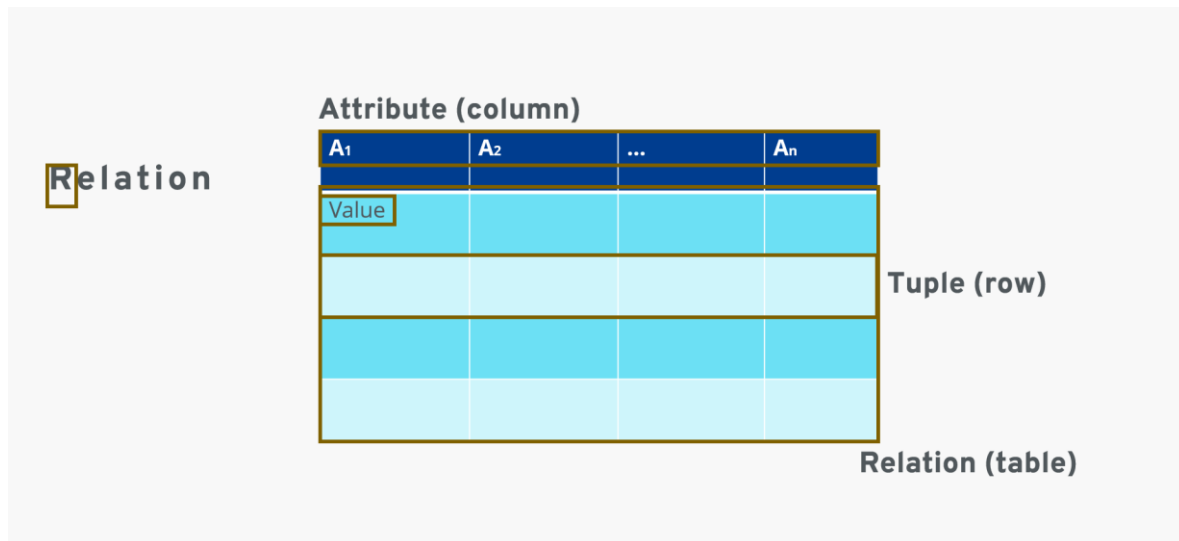 Attribute (column)
A1 A2 ... An
Relation
Value
Tuple (row)
Relation (table)